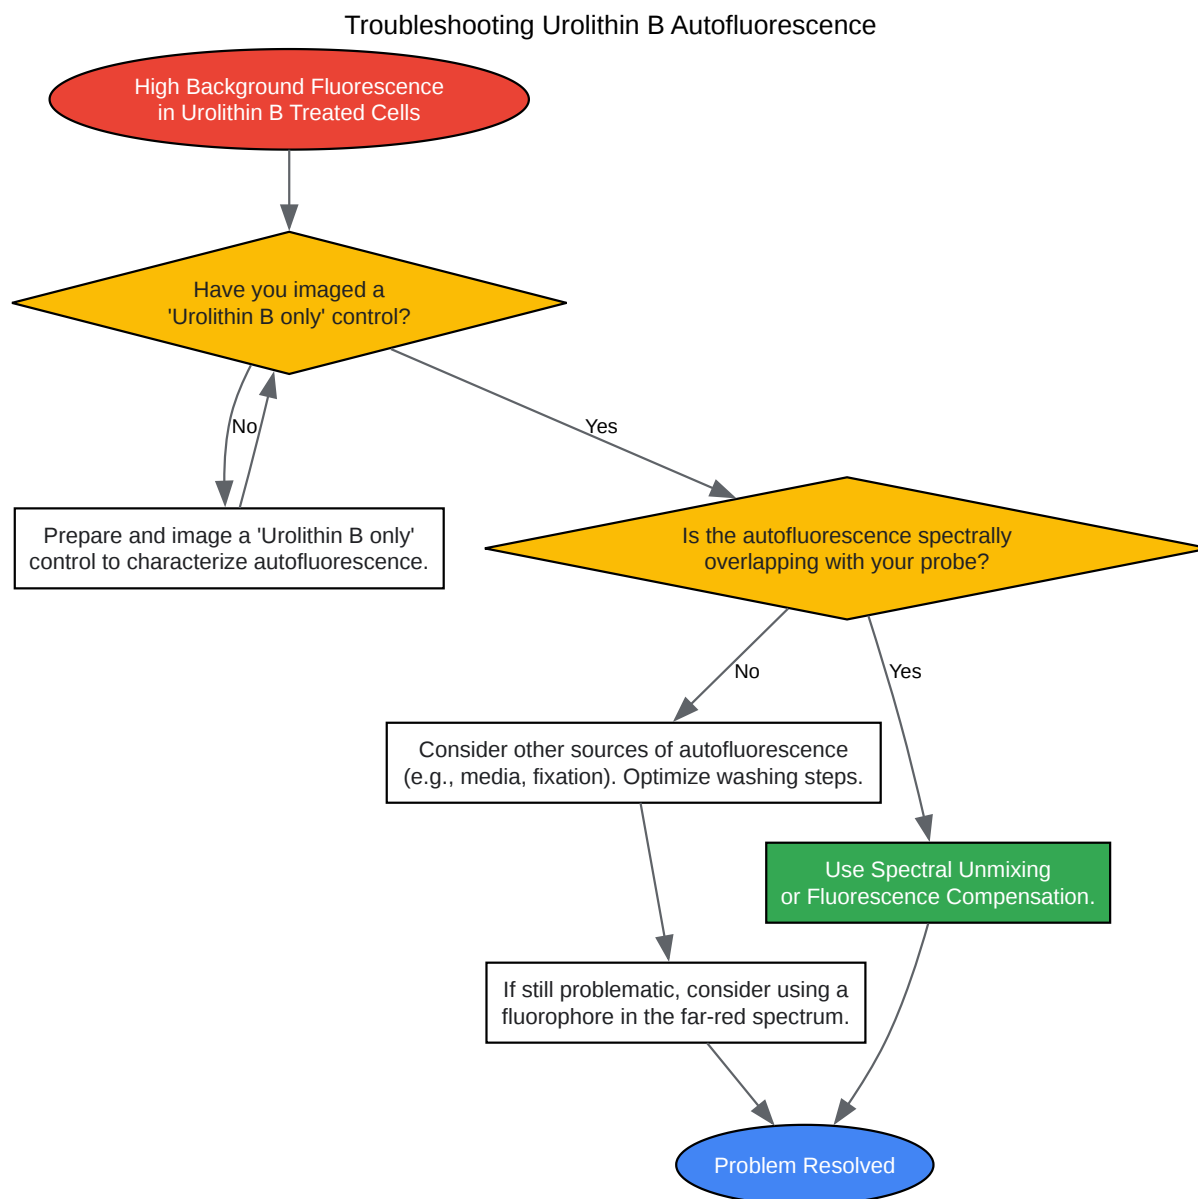 Troubleshooting Urolithin B Autofluorescence
High Background Fluorescence
in Urolithin B Treated Cells
Have you imaged a
'Urolithin B only' control?
No
Yes
Prepare and image a 'Urolithin B only'
control to characterize autofluorescence.
Is the autofluorescence spectrally
overlapping with your probe?
No
Yes
Consider other sources of autofluorescence
(e.g., media, fixation). Optimize washing steps.
Use Spectral Unmixing
or Fluorescence Compensation.
If still problematic, consider using a
fluorophore in the far-red spectrum.
Problem Resolved